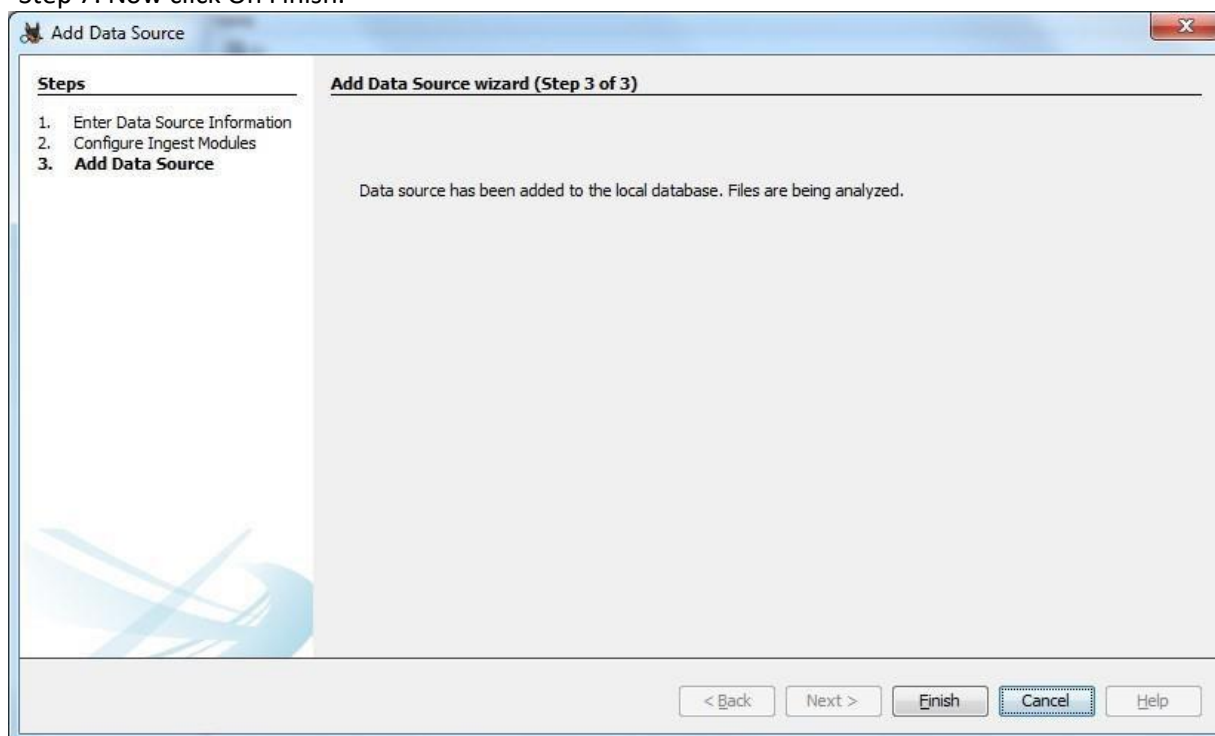 Step 7: Now click On Finish.
Add Data Source
Steps
1. Enter Data Source Information
2. Configure Ingest Modules
3. Add Data Source
Add Data Source wizard (Step 3 of 3)
Data source has been added to the local database. Files are being analyzed.
< Back Next > Finish Cancel Help